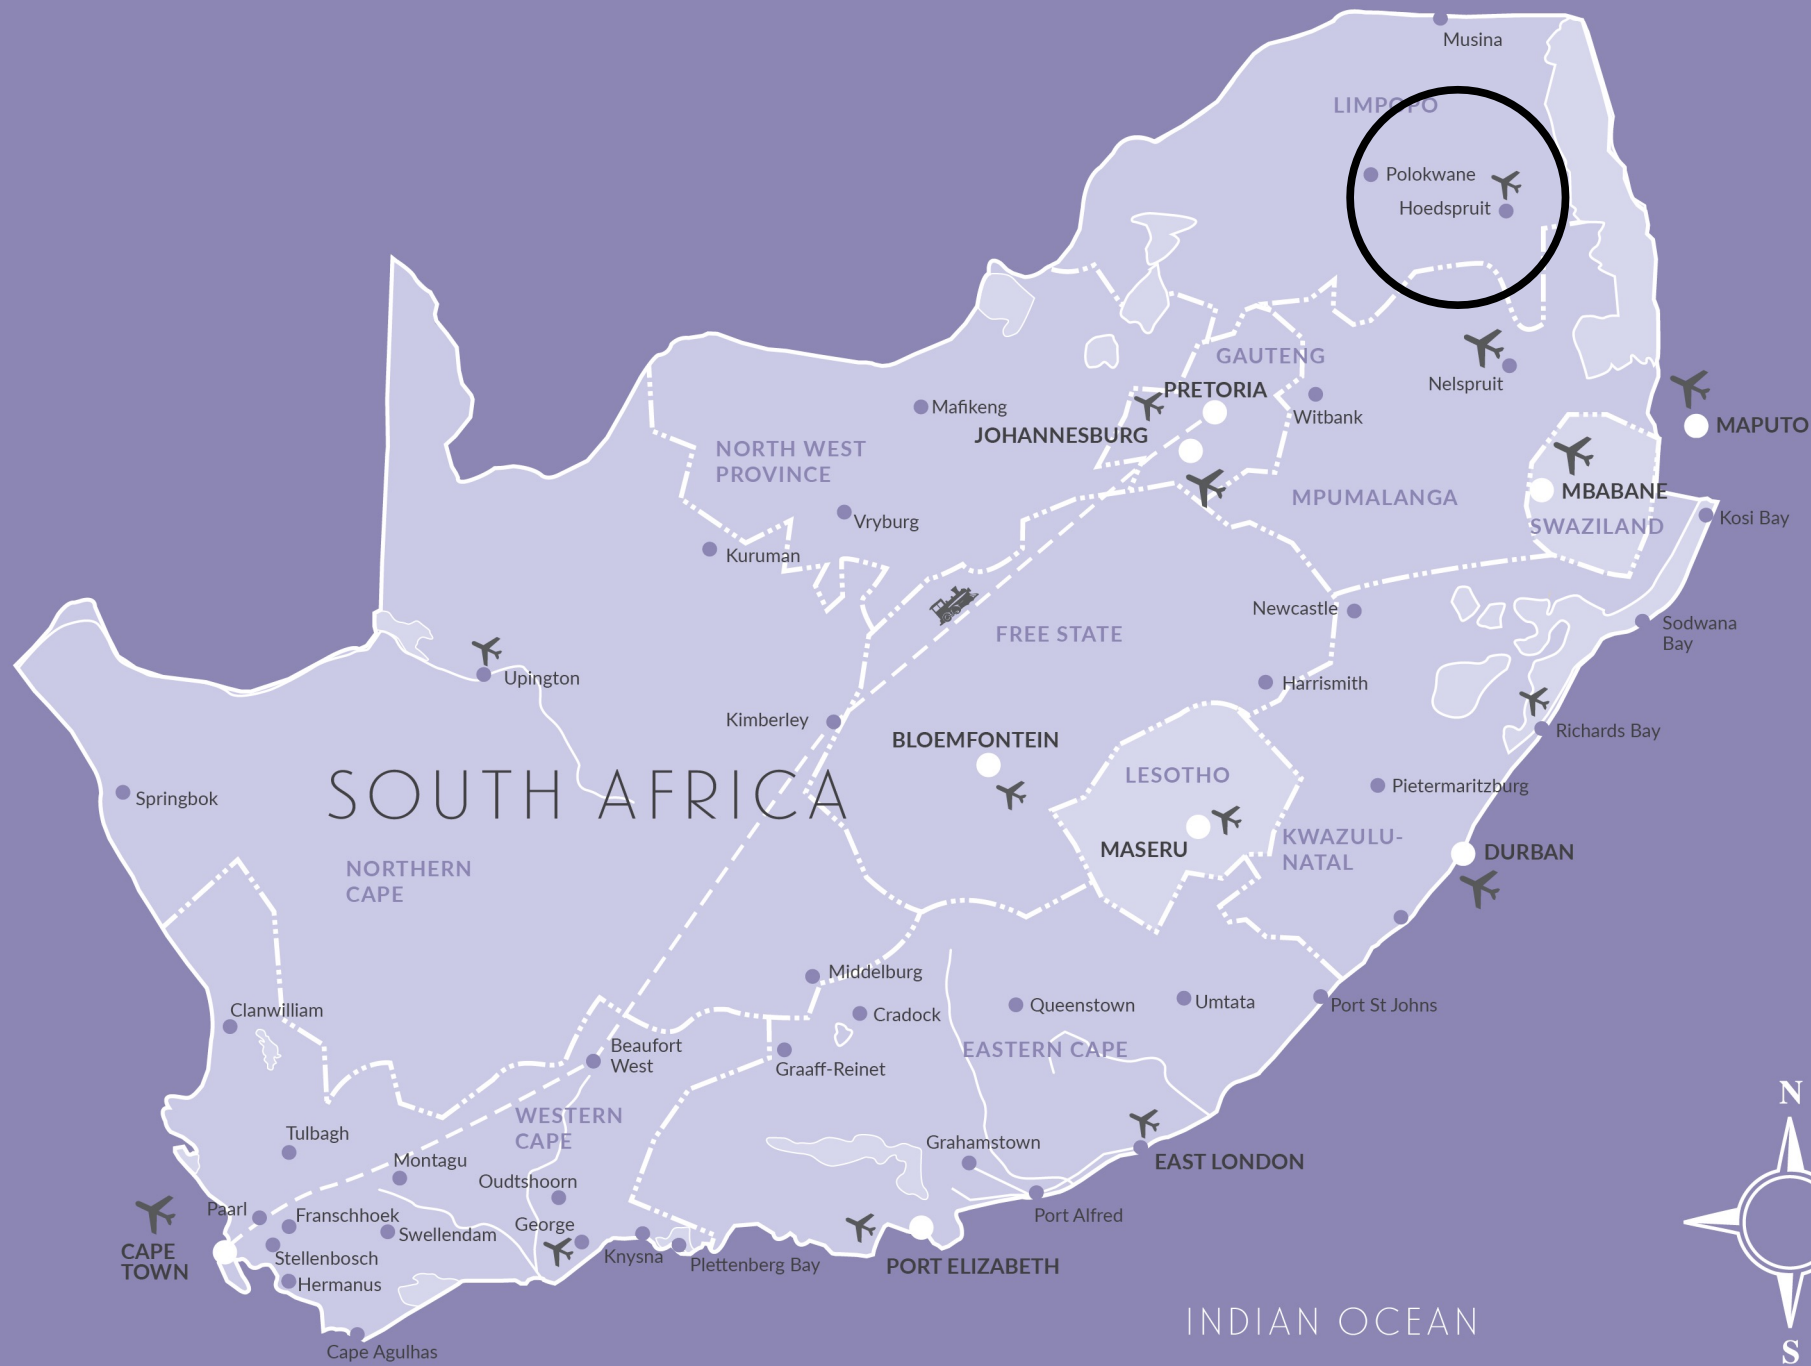 Musina
LIMPOPO
Polokwane
Hoedspruit
GAUTENG
PRETORIA
Nelspruit
Mafikeng
Witbank
JOHANNESBURG
MAPUTO
NORTH WEST
PROVINCE
MPUMALANGA
MBABANE
SWAZILAND
Kosi Bay
Vryburg
Kuruman
Newcastle
FREE STATE
Sodwana
Bay
Upington
Harrismith
Kimberley
BLOEMFONTEIN
Richards Bay
LESOTHO
Pietermaritzburg
SOUTH AFRICA
Springbok
MASERU
KWAZULU-
NATAL
DURBAN
NORTHERN
CAPE
Middelburg
Clanwilliam
Cradock
Queenstown
Umtata
Port St Johns
Beaufort
West
EASTERN CAPE
Graaff-Reinet
N
WESTERN
CAPE
Tulbagh
Grahamstown
Montagu
EAST LONDON
Oudtshoorn
Paarl
Franschhoek
George
Swellendam
Port Alfred
CAPE
TOWN
Stellenbosch
Knysna
Plettenberg Bay
PORT ELIZABETH
Hermanus
INDIAN OCEAN
Cape Agulhas
S